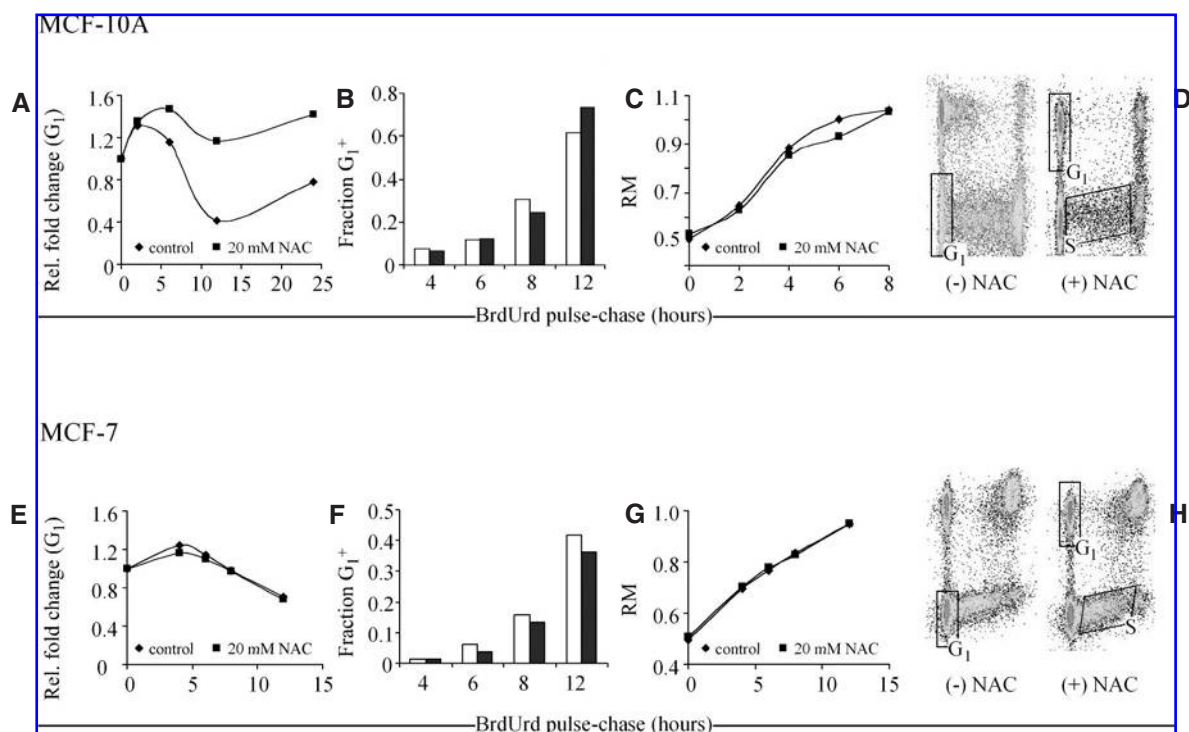 MCF-10A
A
Rel. fold change (G1)
1.6
1.2
0.8
0.4
0
control
20 mM NAC
0 5 10 15 20 25
B
Fraction G1+
0.8
0.6
0.4
0.2
0
4 6 8 12
C
RM
1.1
0.9
0.7
0.5
control
20 mM NAC
0 2 4 6 8
D
G1
G1
S
(-) NAC
(+) NAC
BrdUrd pulse-chase (hours)
MCF-7
E
Rel. fold change (G1)
1.6
1.2
0.8
0.4
0
control
20 mM NAC
0 5 10 15
F
Fraction G1+
0.5
0.4
0.3
0.2
0.1
0
4 6 8 12
G
RM
1.0
0.8
0.6
0.4
control
20 mM NAC
0 5 10 15
H
G1
G1
S
(-) NAC
(+) NAC
BrdUrd pulse-chase (hours)